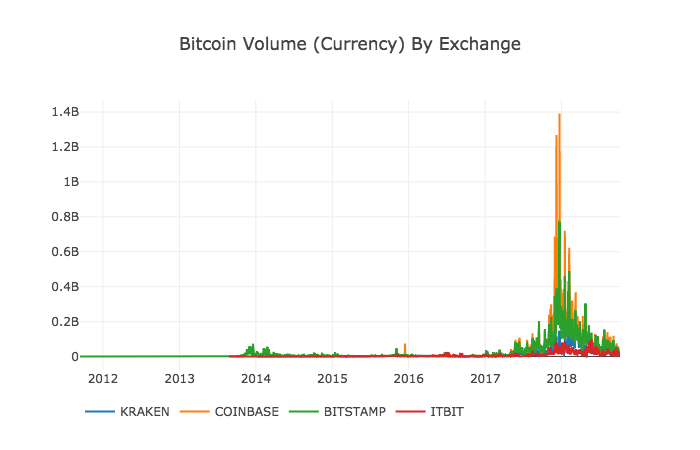 Bitcoin Volume (Currency) By Exchange
1.4B
1.2B
1B
0.8B
0.6B
0.4B
0.2B
0
2012 2013 2014 2015 2016 2017 2018
KRAKEN COINBASE BITSTAMP ITBIT